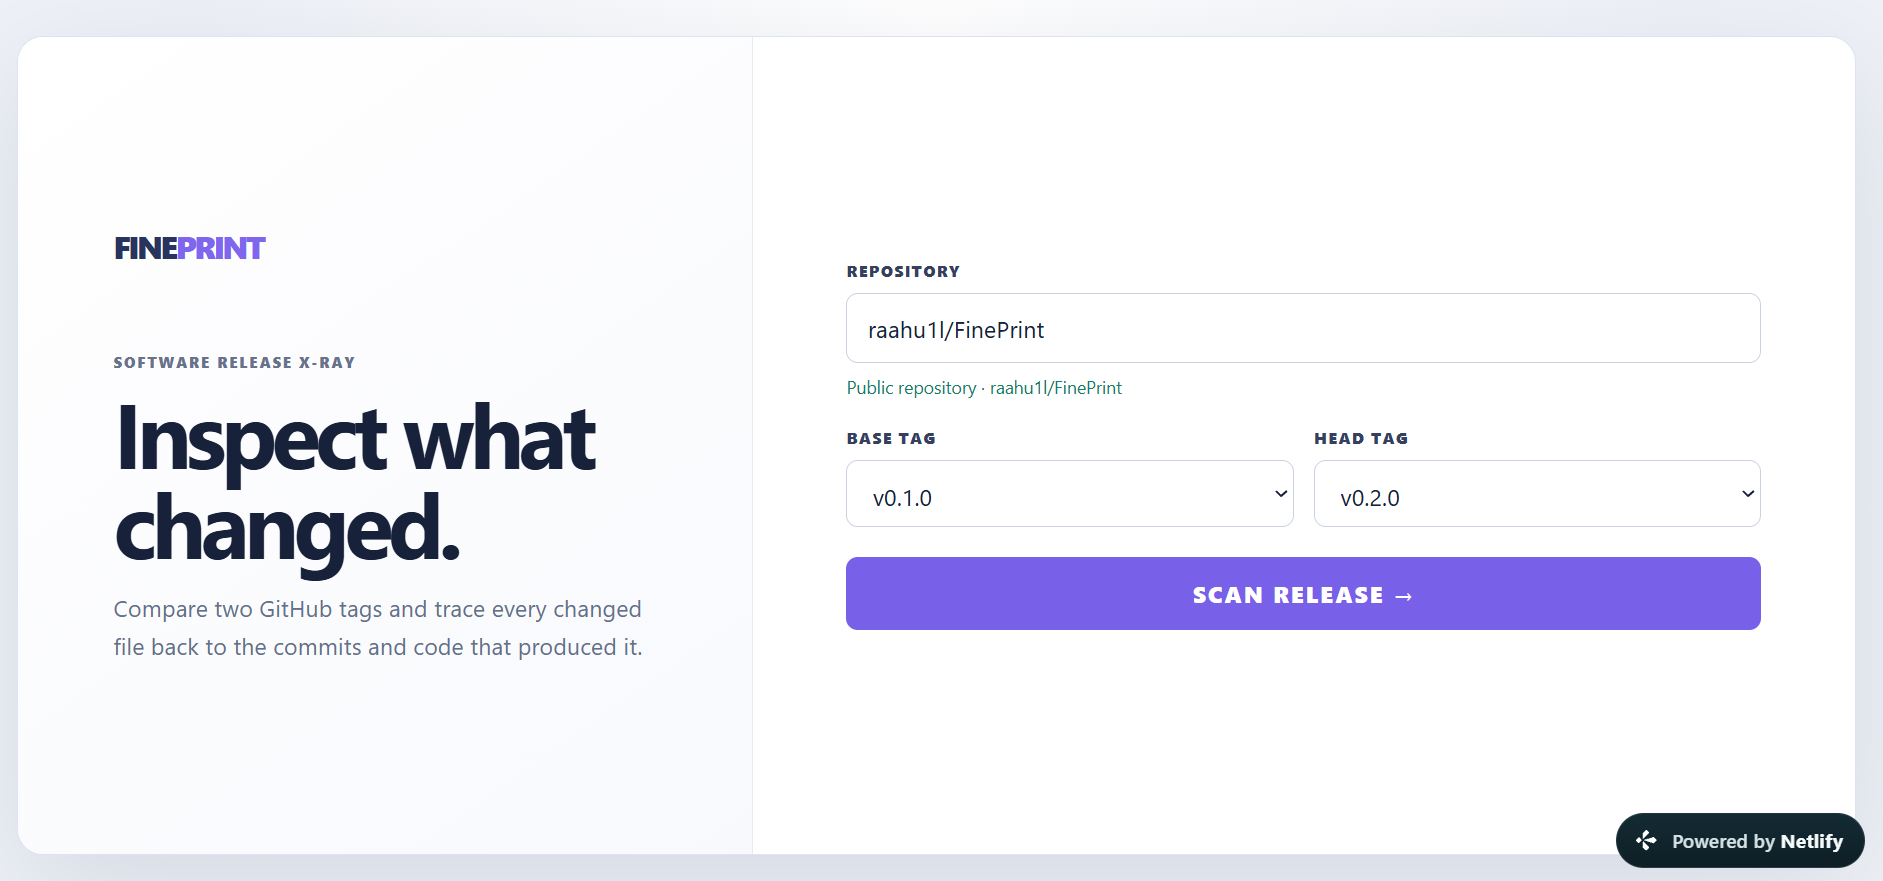 FINEPRINT
SOFTWARE RELEASE X-RAY
Inspect what
changed.
Compare two GitHub tags and trace every changed
file back to the commits and code that produced it.
REPOSITORY
raahu1l/FinePrint
Public repository · raahu1l/FinePrint
BASE TAG
v0.1.0
HEAD TAG
v0.2.0
SCAN RELEASE →
Powered by Netlify